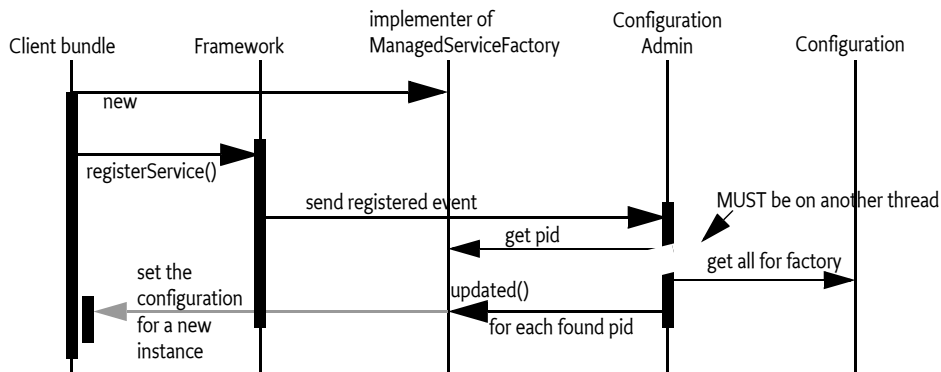 Client bundle
Framework
implementer of
ManagedServiceFactory
Configuration
Admin
Configuration
new
registerService()
send registered event
MUST be on another thread
get pid
get all for factory
set the
configuration
for a new
instance
updated()
for each found pid